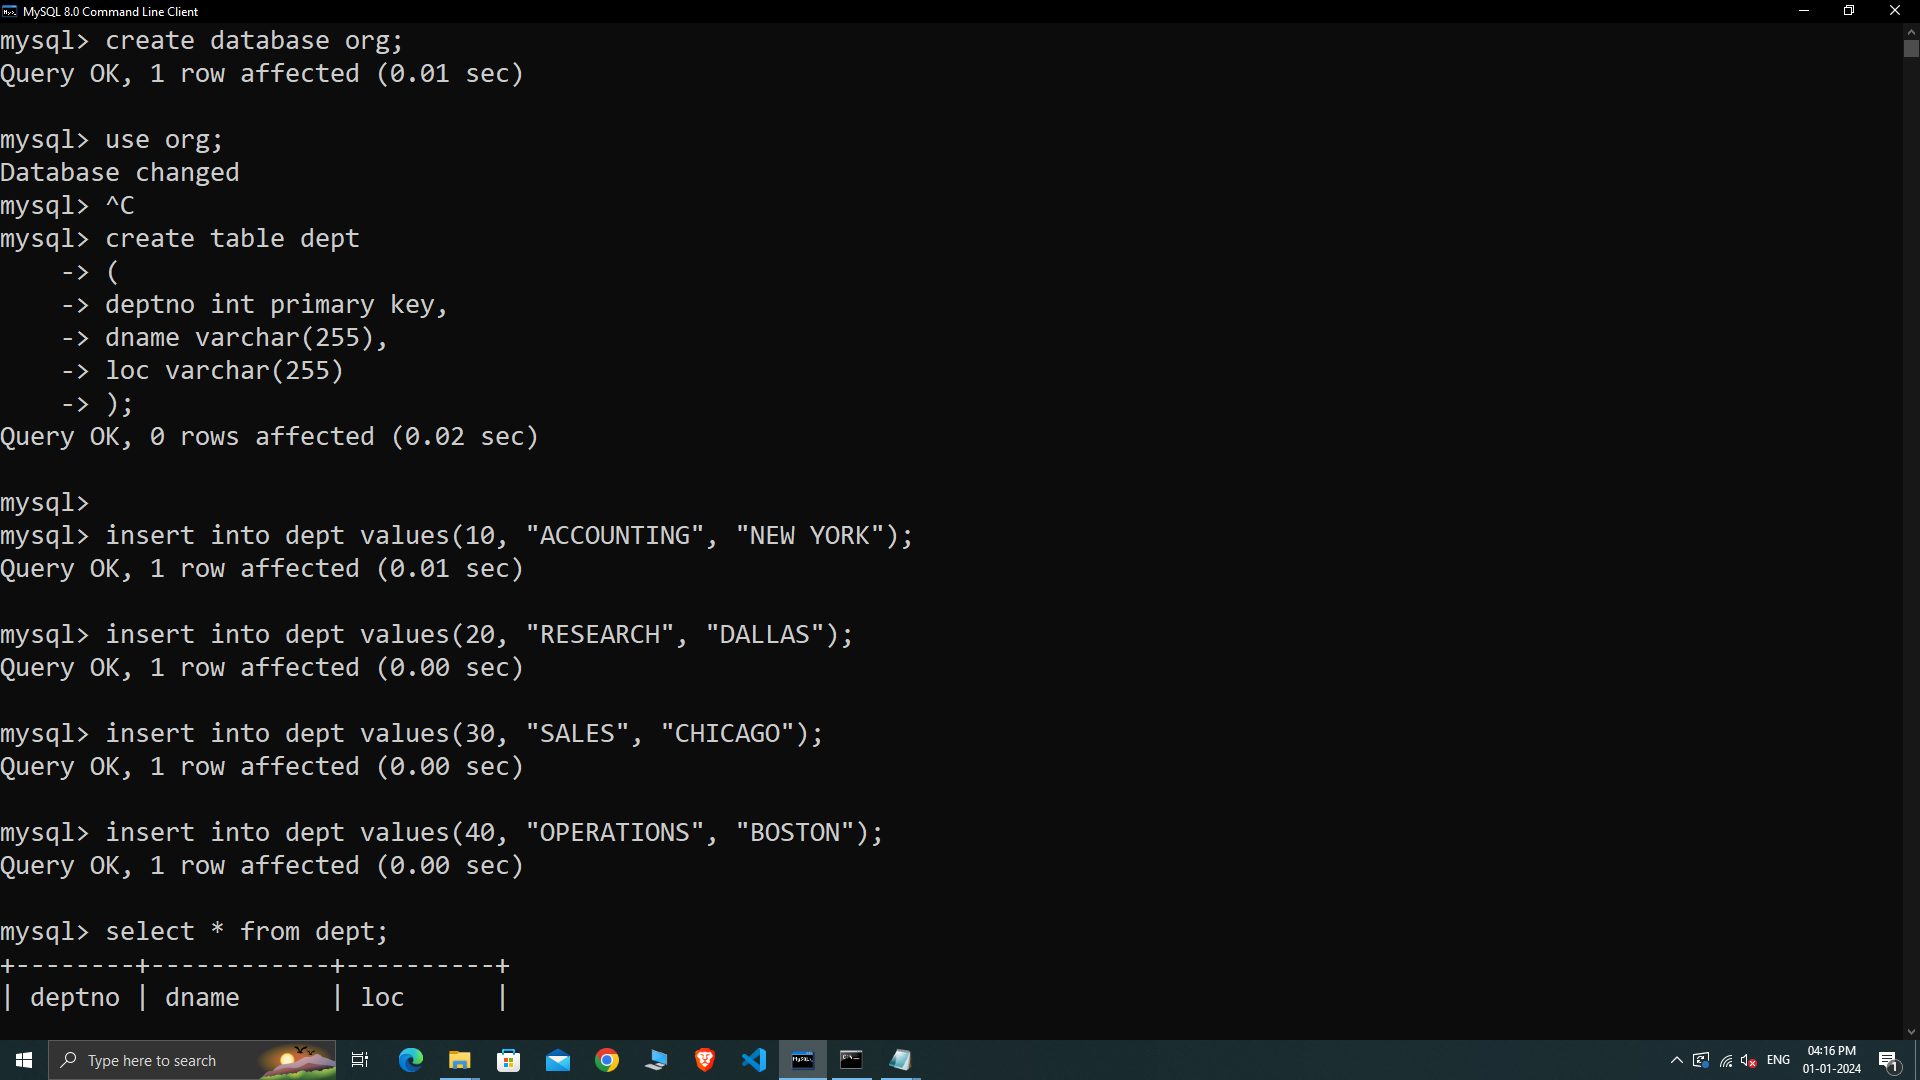 MySQL 8.0 Command Line Client
mysql> create database org;
Query OK, 1 row affected (0.01 sec)

mysql> use org;
Database changed
mysql> ^C
mysql> create table dept
    -> (
    -> deptno int primary key,
    -> dname varchar(255),
    -> loc varchar(255)
    -> );
Query OK, 0 rows affected (0.02 sec)

mysql>
mysql> insert into dept values(10, "ACCOUNTING", "NEW YORK");
Query OK, 1 row affected (0.01 sec)

mysql> insert into dept values(20, "RESEARCH", "DALLAS");
Query OK, 1 row affected (0.00 sec)

mysql> insert into dept values(30, "SALES", "CHICAGO");
Query OK, 1 row affected (0.00 sec)

mysql> insert into dept values(40, "OPERATIONS", "BOSTON");
Query OK, 1 row affected (0.00 sec)

mysql> select * from dept;
+--------+------------+----------+
| deptno | dname      | loc      |
Type here to search
ENG
04:16 PM
01-01-2024
1